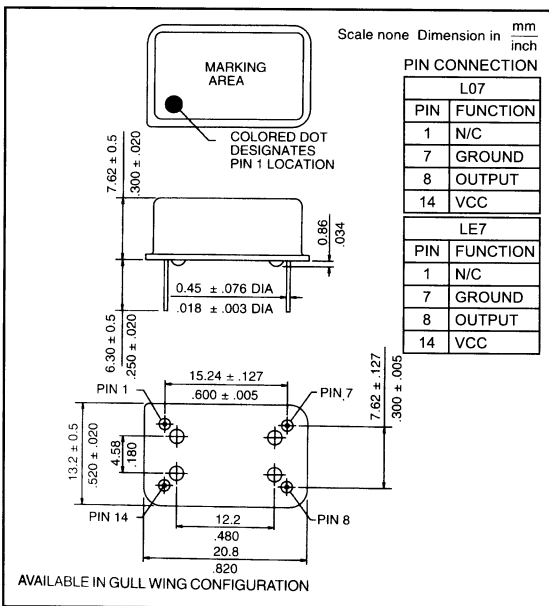 Scale none Dimension in mm
inch
MARKING
AREA
COLORED DOT
DESIGNATES
PIN 1 LOCATION
PIN CONNECTION
L07
PIN FUNCTION
1 N/C
7 GROUND
8 OUTPUT
14 VCC
LE7
PIN FUNCTION
1 N/C
7 GROUND
8 OUTPUT
14 VCC
7.62 ± 0.5
.300 ± .020
0.86
.034
0.45 ± .076 DIA
.018 ± .003 DIA
6.30 ± 0.5
.250 ± .020
15.24 ± .127
.600 ± .005
PIN 1
PIN 7
7.62 ± .127
.300 ± .005
13.2 ± 0.5
.520 ± .020
4.58
.180
PIN 14
PIN 8
12.2
.480
20.8
.820
AVAILABLE IN GULL WING CONFIGURATION